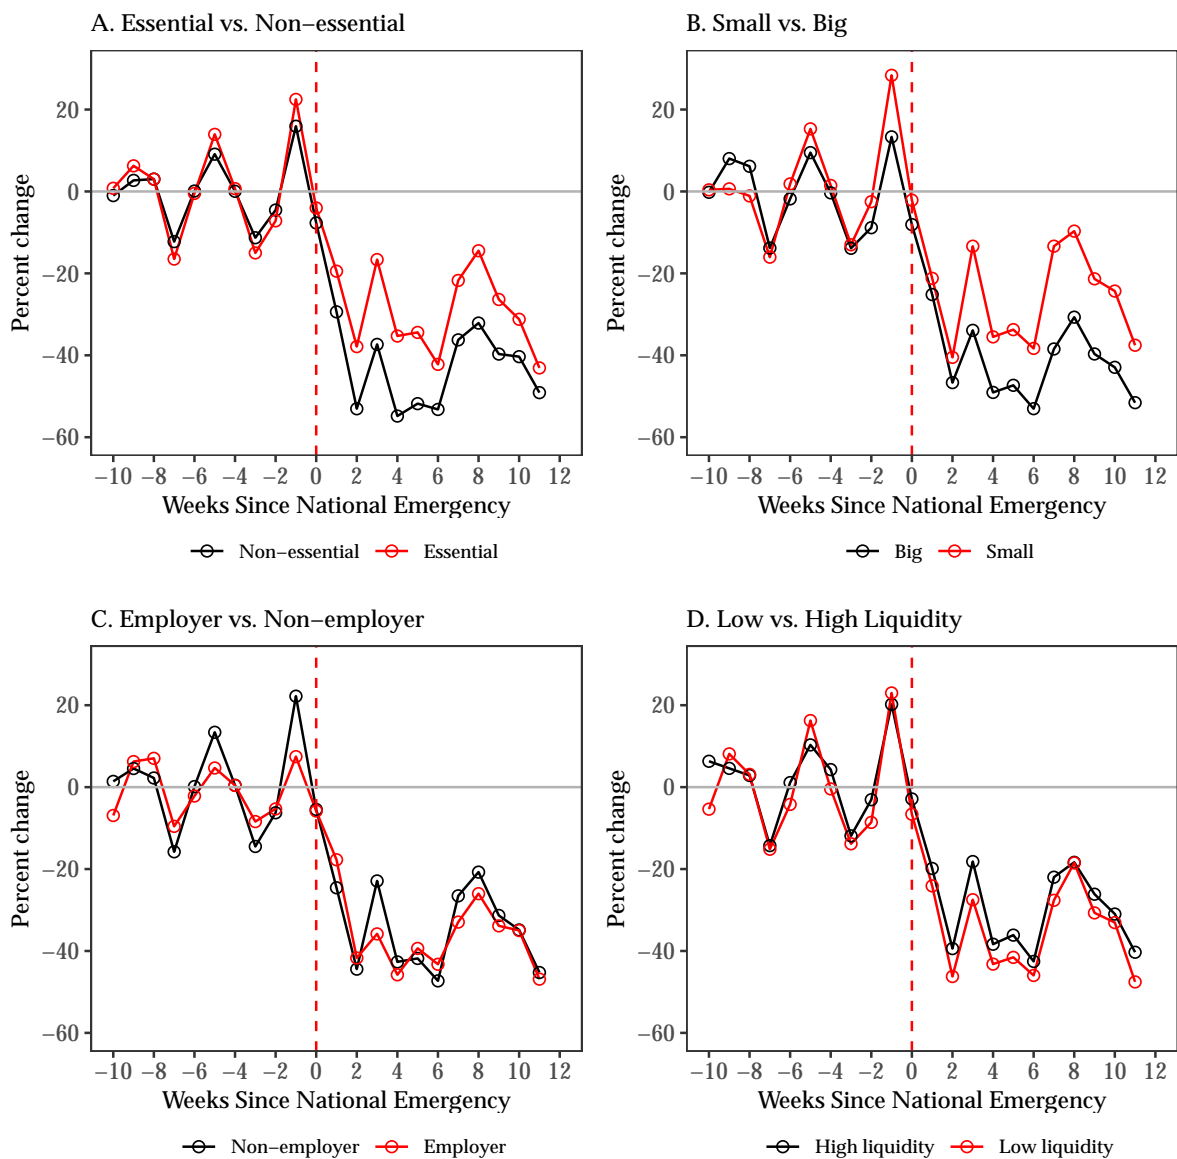 A. Essential vs. Non−essential
Percent change
20
0
−20
−40
−60
−10 −8 −6 −4 −2 0 2 4 6 8 10 12
Weeks Since National Emergency
Non−essential Essential
B. Small vs. Big
Percent change
20
0
−20
−40
−60
−10 −8 −6 −4 −2 0 2 4 6 8 10 12
Weeks Since National Emergency
Big Small
C. Employer vs. Non−employer
Percent change
20
0
−20
−40
−60
−10 −8 −6 −4 −2 0 2 4 6 8 10 12
Weeks Since National Emergency
Non−employer Employer
D. Low vs. High Liquidity
Percent change
20
0
−20
−40
−60
−10 −8 −6 −4 −2 0 2 4 6 8 10 12
Weeks Since National Emergency
High liquidity Low liquidity